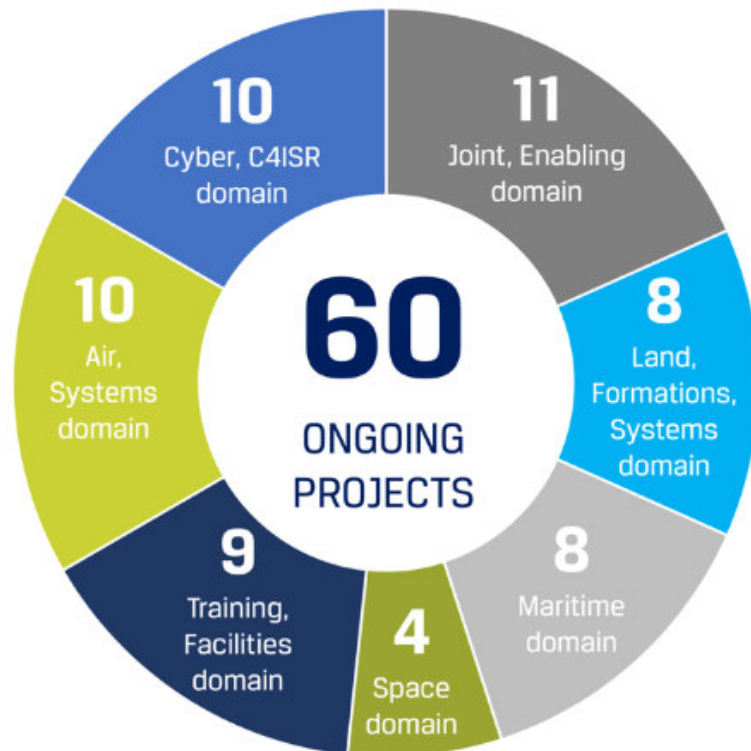 60
ONGOING
PROJECTS
11
Joint, Enabling
domain
8
Land,
Formations,
Systems
domain
8
Maritime
domain
4
Space
domain
9
Training,
Facilities
domain
10
Air,
Systems
domain
10
Cyber, C4ISR
domain